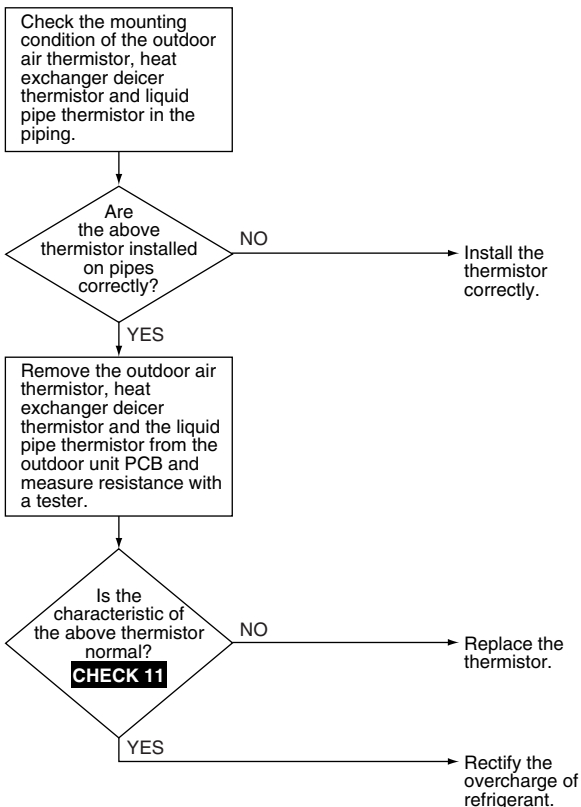 Check the mounting
condition of the outdoor
air thermistor, heat
exchanger deicer
thermistor and liquid
pipe thermistor in the
piping.
Are
the above
thermistor installed
on pipes
correctly?
NO
Install the
thermistor
correctly.
YES
Remove the outdoor air
thermistor, heat
exchanger deicer
thermistor and the liquid
pipe thermistor from the
outdoor unit PCB and
measure resistance with
a tester.
Is the
characteristic of
the above thermistor
normal?
CHECK 11
NO
Replace the
thermistor.
YES
Rectify the
overcharge of
refrigerant.